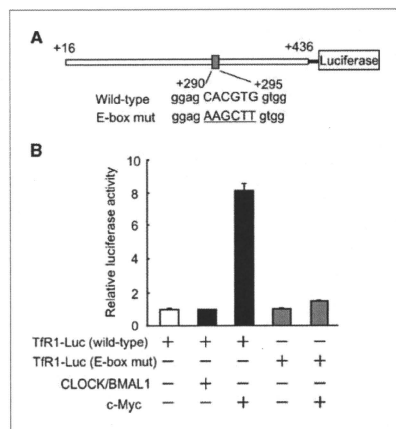 A
+16
+436
Luciferase
+290
+295
Wild-type ggag CACGTG gtgg
E-box mut ggag AAGCTT gtgg
B
Relative luciferase activity
10
8
6
4
2
0
TfR1-Luc (wild-type) + + + − −
TfR1-Luc (E-box mut) − − − + +
CLOCK/BMAL1 − + − − −
c-Myc − − + − +